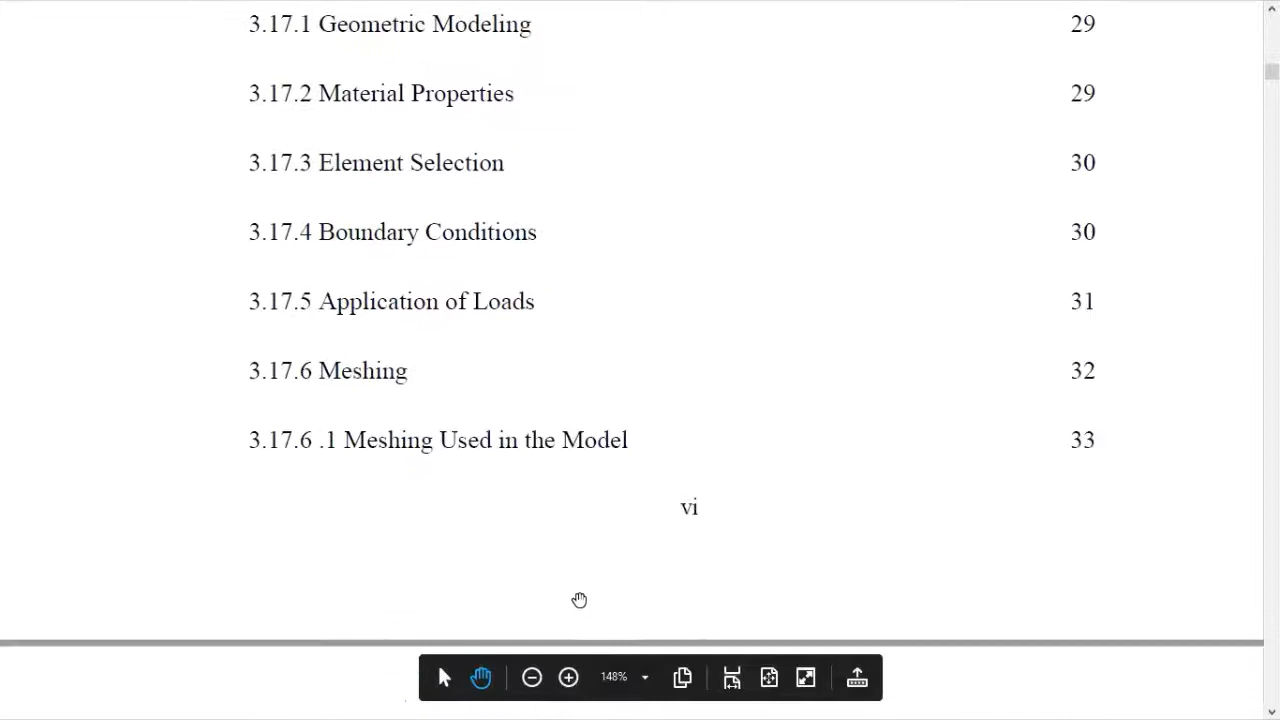 3.17.1 Geometric Modeling 29
3.17.2 Material Properties 29
3.17.3 Element Selection 30
3.17.4 Boundary Conditions 30
3.17.5 Application of Loads 31
3.17.6 Meshing 32
3.17.6 .1 Meshing Used in the Model 33
vi
148%